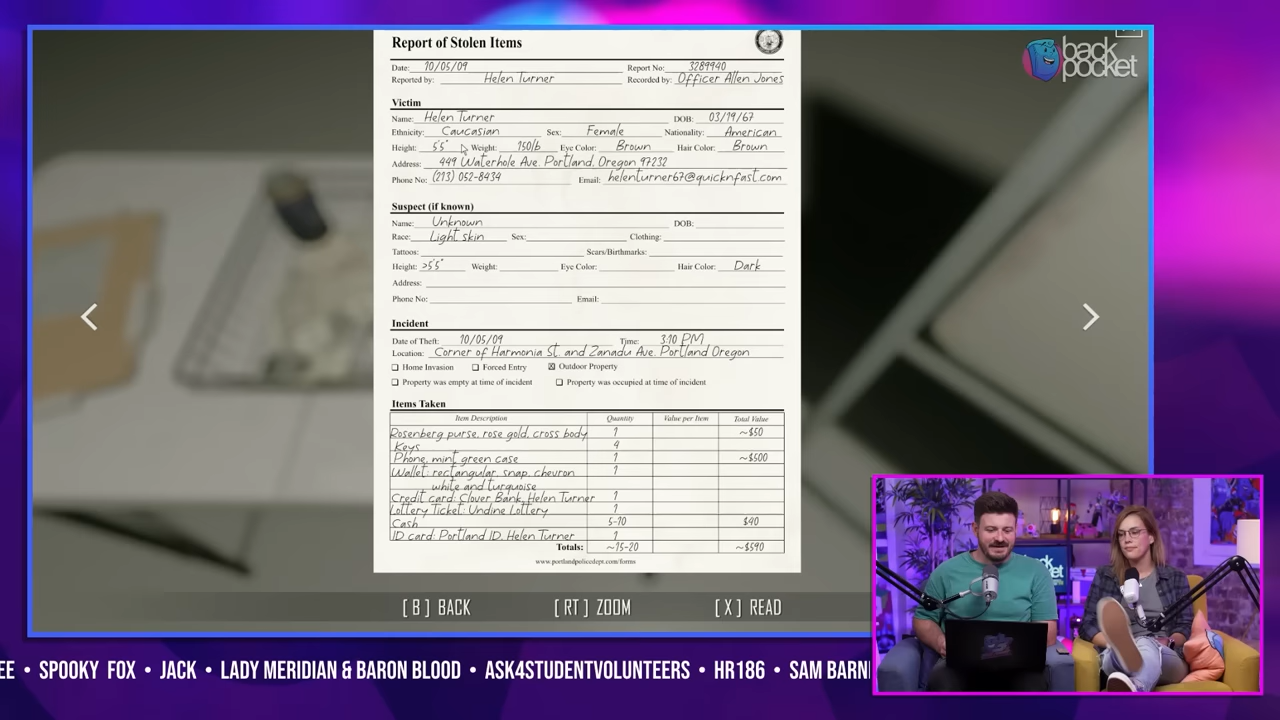 back
pocket
Report of Stolen Items
Date: 10/05/09 Report No: 3289940
Reported by: Helen Turner Recorded by: Officer Allen Jones
Victim
Name: Helen Turner DOB: 03/19/67
Ethnicity: Caucasian Sex: Female Nationality: American
Height: 5'5" Weight: 150lb Eye Color: Brown Hair Color: Brown
Address: 449 Waterhole Ave. Portland, Oregon 97232
Phone No: (213) 052-8434 Email: helenturner67@quicknfast.com
Suspect (if known)
Name: Unknown DOB:
Race: Light skin Sex: Clothing:
Tattoos: Scars/Birthmarks:
Height: >5'5" Weight: Eye Color: Hair Color: Dark
Address:
Phone No: Email:
Incident
Date of Theft: 10/05/09 Time: 3:10 PM
Location: Corner of Harmonia St. and Zanadu Ave. Portland Oregon
☐ Home Invasion ☐ Forced Entry ☒ Outdoor Property
☐ Property was empty at time of incident ☐ Property was occupied at time of incident
Items Taken
Item Description Quantity Value per Item Total Value
Rosenberg purse, rose gold, cross body 1 ~$50
Keys 4
Phone, mint green case 1 ~$500
Wallet: rectangular, snap, chevron 1
white and turquoise
Credit card: Clover Bank, Helen Turner 1
Lottery Ticket: Undine Lottery 1
Cash 5-10 $40
ID card: Portland ID, Helen Turner 1
Totals: ~15-20 ~$590
www.portlandpolicedept.com/forms
[ B ] BACK [ RT ] ZOOM [ X ] READ
EE • SPOOKY FOX • JACK • LADY MERIDIAN & BARON BLOOD • ASK4STUDENTVOLUNTEERS • HR186 • SAM BARN